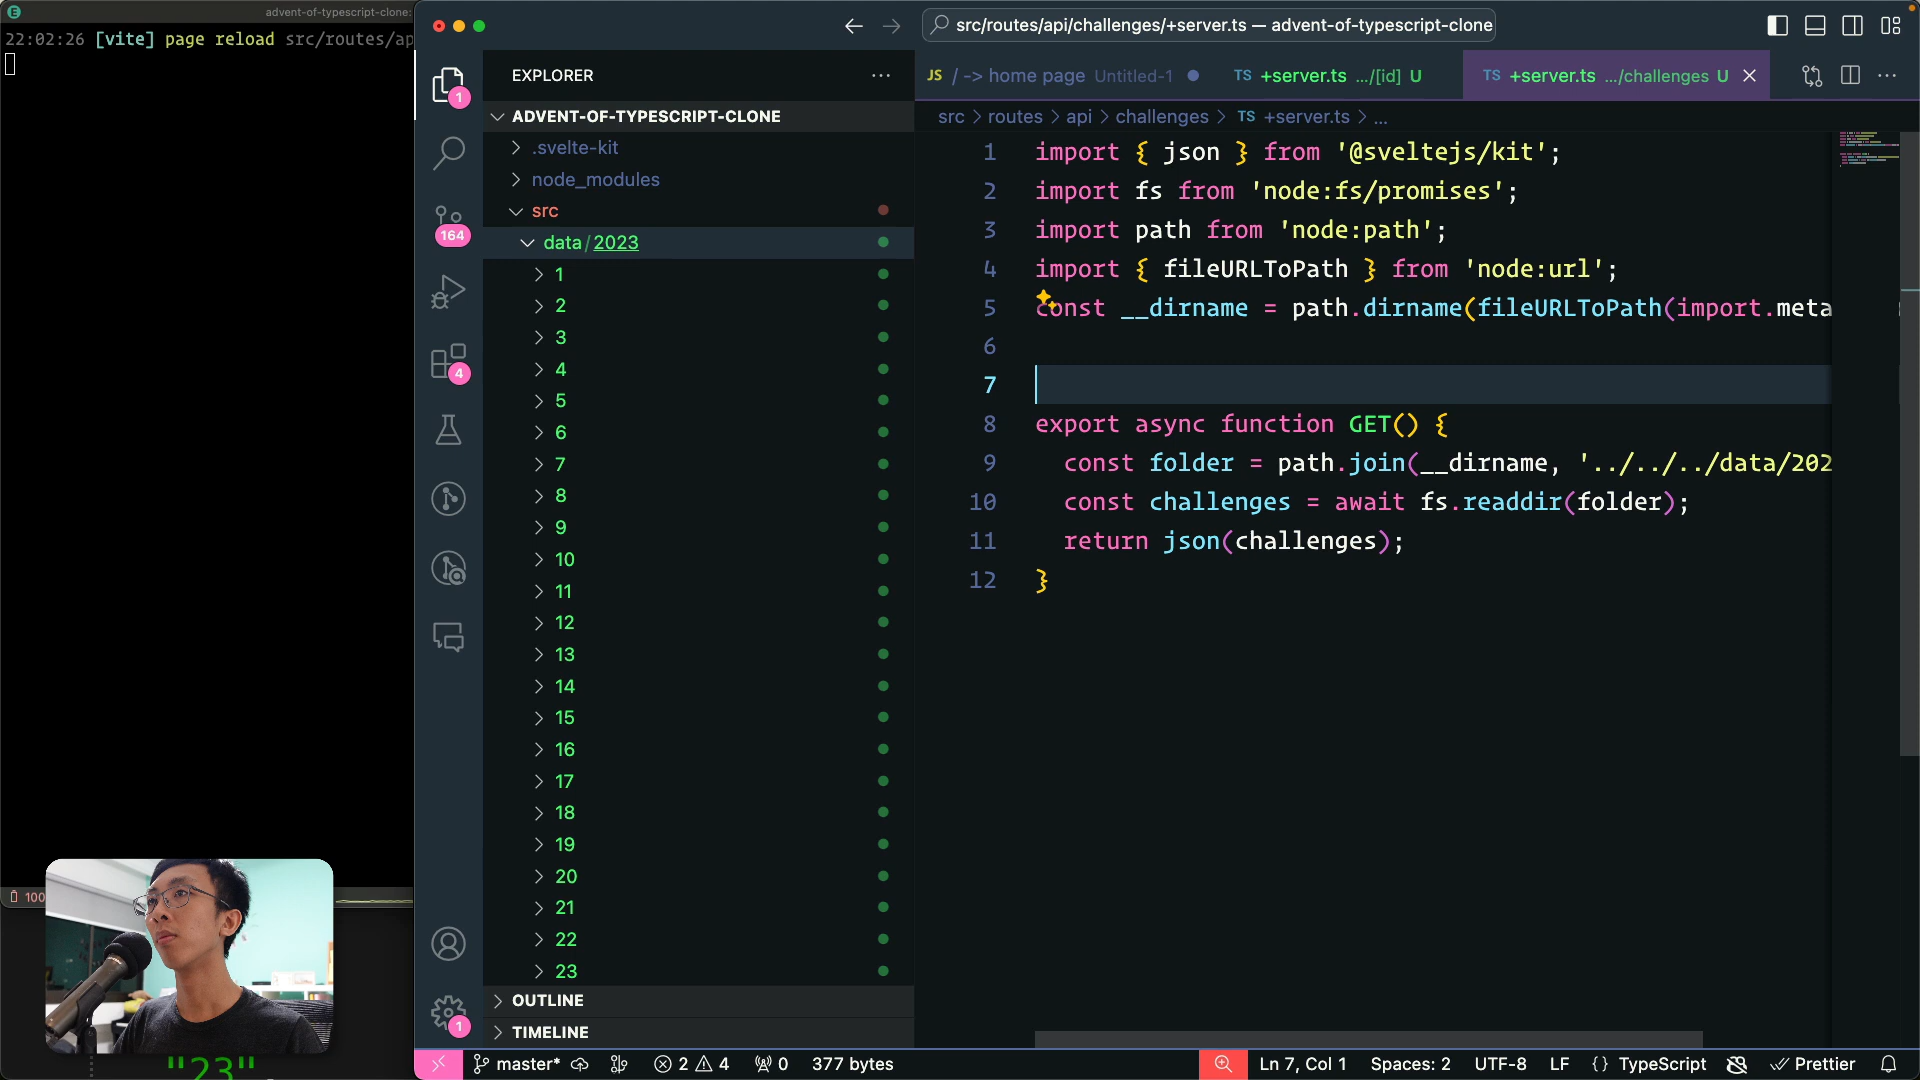 advent-of-typescript-clone:
22:02:26 [vite] page reload src/routes/ap
100
"23"
src/routes/api/challenges/+server.ts — advent-of-typescript-clone
EXPLORER
ADVENT-OF-TYPESCRIPT-CLONE
.svelte-kit
node_modules
src
data/2023
1
2
3
4
5
6
7
8
9
10
11
12
13
14
15
16
17
18
19
20
21
22
23
OUTLINE
TIMELINE
1
164
4
1
JS / -> home page Untitled-1
TS +server.ts .../[id] U
TS +server.ts .../challenges U
src > routes > api > challenges > TS +server.ts > ...
1 import { json } from '@sveltejs/kit';
2 import fs from 'node:fs/promises';
3 import path from 'node:path';
4 import { fileURLToPath } from 'node:url';
5 const __dirname = path.dirname(fileURLToPath(import.meta
6
7
8 export async function GET() {
9 const folder = path.join(__dirname, '../../../data/202
10 const challenges = await fs.readdir(folder);
11 return json(challenges);
12 }
master* 2 4 0 377 bytes Ln 7, Col 1 Spaces: 2 UTF-8 LF {} TypeScript Prettier